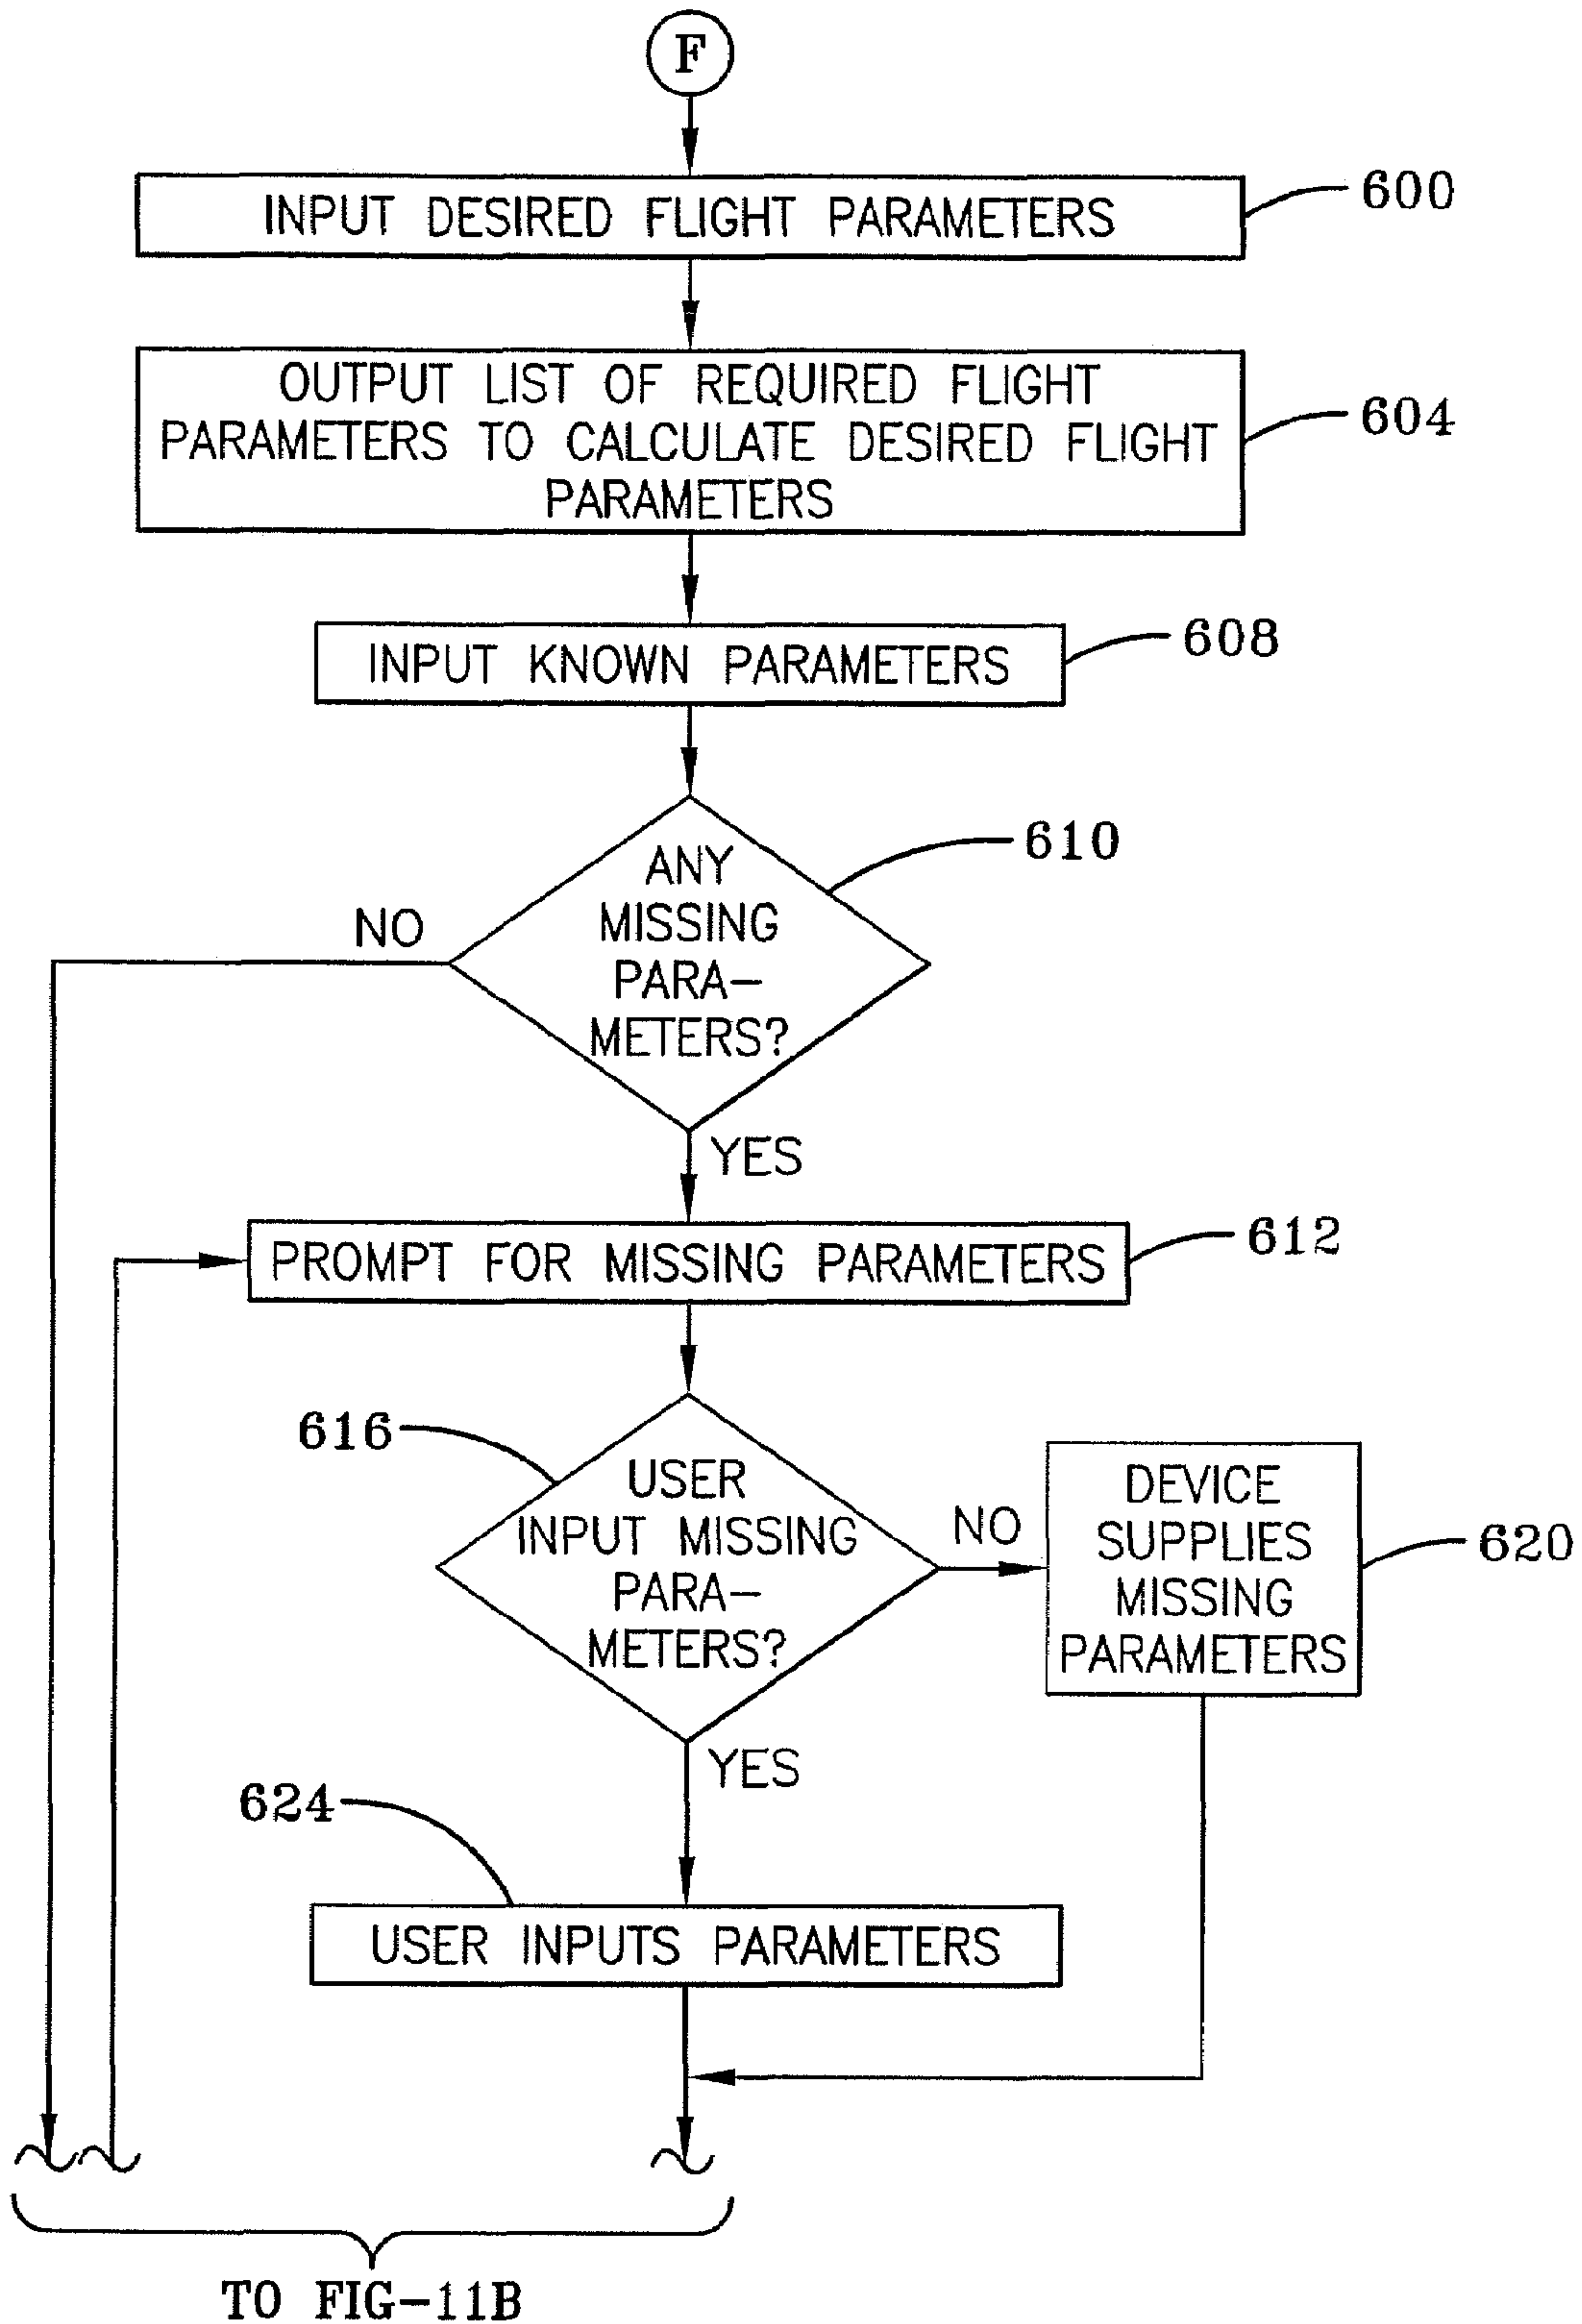 F
INPUT DESIRED FLIGHT PARAMETERS
600
OUTPUT LIST OF REQUIRED FLIGHT
PARAMETERS TO CALCULATE DESIRED FLIGHT
PARAMETERS
604
INPUT KNOWN PARAMETERS
608
ANY
MISSING
PARA-
METERS?
610
NO
YES
PROMPT FOR MISSING PARAMETERS
612
616
USER
INPUT MISSING
PARA-
METERS?
NO
DEVICE
SUPPLIES
MISSING
PARAMETERS
620
YES
624
USER INPUTS PARAMETERS
TO FIG-11B